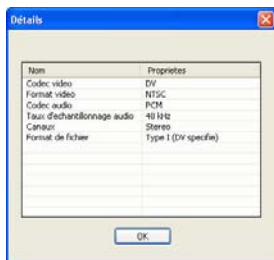 Détails
Nom Proprietes
Codec video DV
Format video NTSC
Codec audio PCM
Taux d'echantillonnage audio 48 kHz
Canaux Stereo
Format de fichier Type I (DV specifie)
OK